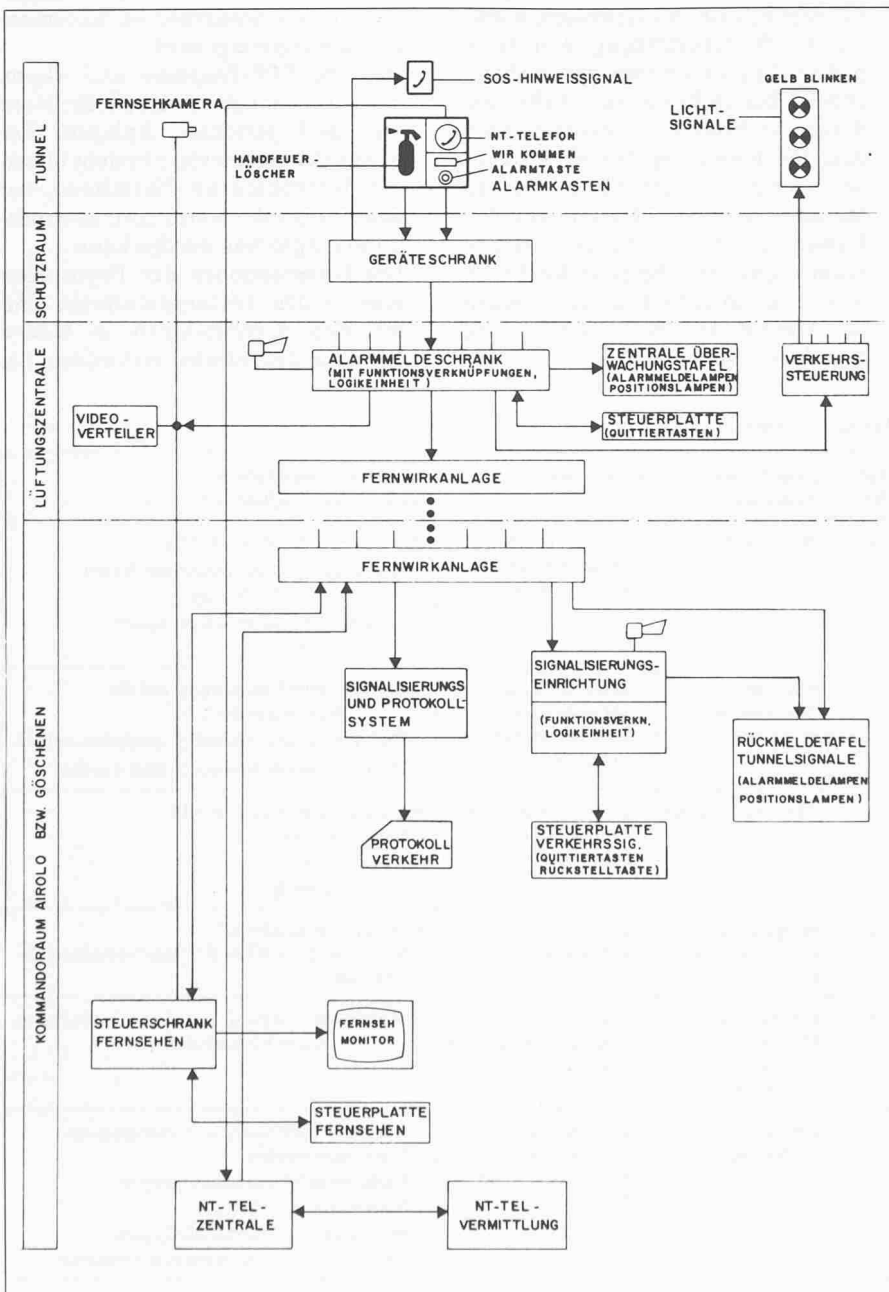 SOS-HINWEISSIGNAL
GELB BLINKEN
FERNSEHKAMERA
LICHT-
SIGNALE
NT-TELEFON
WIR KOMMEN
ALARMTASTE
ALARMKASTEN
HANDFEUER-
LÖSCHER
GERÄTESCHRANK
TUNNEL
SCHUTZRAUM
LÜFTUNGSZENTRALE
ALARMMELDESCHRANK
(MIT FUNKTIONSVERKNÜPFUNGEN,
LOGIKEINHEIT)
ZENTRALE ÜBER-
WACHUNGSTAFEL
(ALARMMELDELAMPEN
POSITIONSLAMPEN)
VERKEHRS-
STEUERUNG
VIDEO-
VERTEILER
STEUERPLATTE
(QUITTIERTASTEN)
FERNWIRKANLAGE
FERNWIRKANLAGE
KOMMANDORAUM AIROLO BZW. GÖSCHENEN
SIGNALISIERUNGS
UND PROTOKOLL-
SYSTEM
SIGNALISIERUNGS-
EINRICHTUNG
(FUNKTIONSVERKN,
LOGIKEINHEIT)
RÜCKMELDETAFEL
TUNNELSIGNALE
(ALARMMELDELAMPEN
POSITIONSLAMPEN)
PROTOKOLL
VERKEHR
STEUERPLATTE
VERKEHRSSIG.
(QUITTIERTASTEN
RÜCKSTELLTASTE)
STEUERSCHRANK
FERNSEHEN
FERNSEH
MONITOR
STEUERPLATTE
FERNSEHEN
NT-TEL-
ZENTRALE
NT-TEL-
VERMITTLUNG